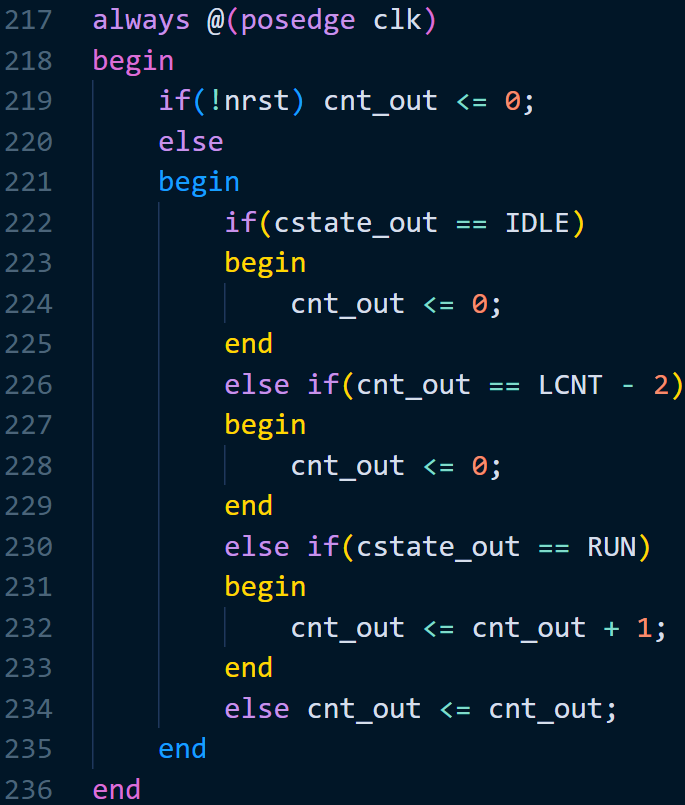 217 always @(posedge clk)
218 begin
219     if(!nrst) cnt_out <= 0;
220     else
221     begin
222         if(cstate_out == IDLE)
223         begin
224             cnt_out <= 0;
225         end
226         else if(cnt_out == LCNT - 2)
227         begin
228             cnt_out <= 0;
229         end
230         else if(cstate_out == RUN)
231         begin
232             cnt_out <= cnt_out + 1;
233         end
234         else cnt_out <= cnt_out;
235     end
236 end